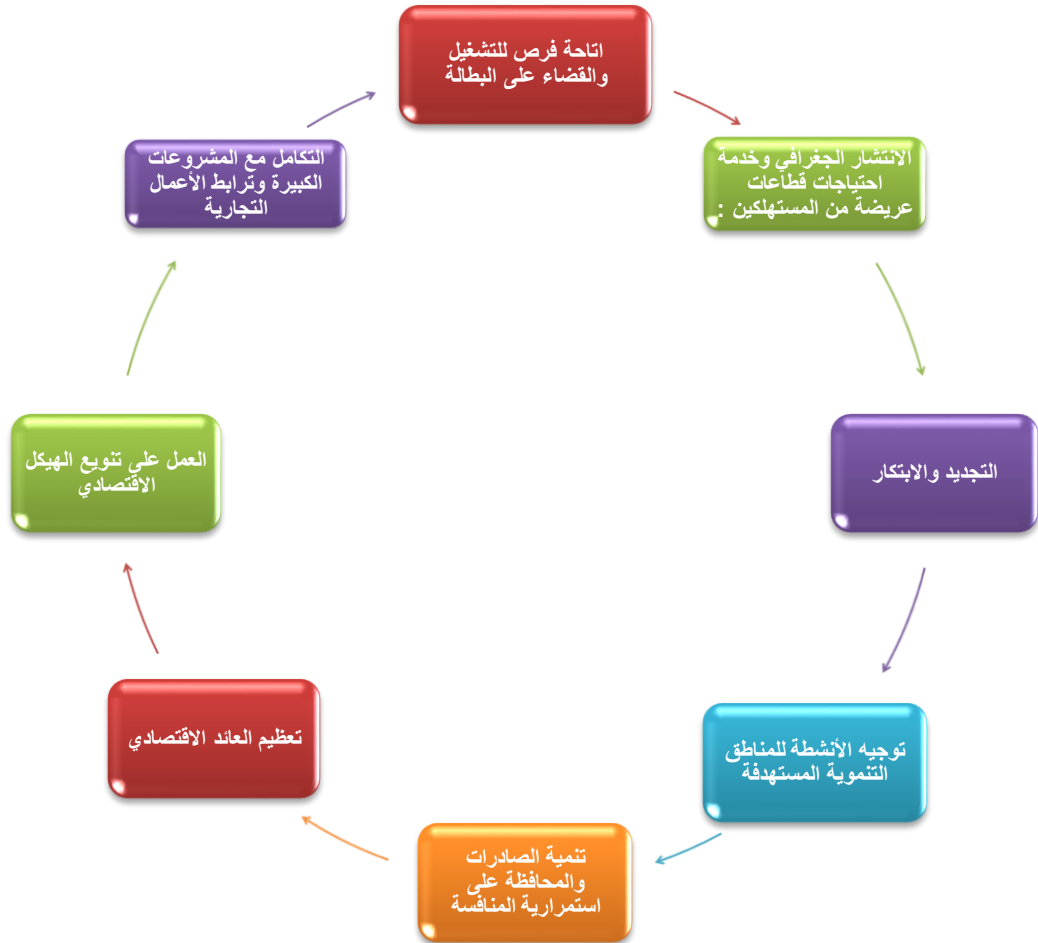 اتاحة فرص للتشغيل
والقضاء على البطالة
الانتشار الجغرافي وخدمة
احتياجات قطاعات
عريضة من المستهلكين :
التجديد والابتكار
توجيه الأنشطة للمناطق
التنموية المستهدفة
تنمية الصادرات
والمحافظة على
استمرارية المنافسة
تعظيم العائد الاقتصادي
العمل علي تنويع الهيكل
الاقتصادي
التكامل مع المشروعات
الكبيرة وترابط الأعمال
التجارية